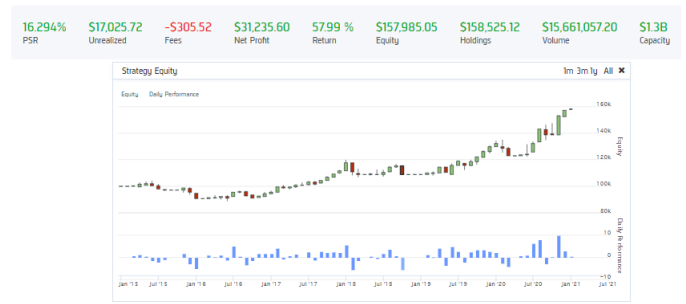 16.294% $17,025.72 -$305.52 $31,235.60 57.99 % $157,985.05 $158,525.12 $15,661,057.20 $1.3B
PSR Unrealized Fees Net Profit Return Equity Holdings Volume Capacity
Strategy Equity 1m 3m 1y All ✖
Equity Daily Performance
160k
140k
120k
100k
80k
Equity
10
0
-10
Daily Performance
Jan '15 Jul '15 Jan '16 Jul '16 Jan '17 Jul '17 Jan '18 Jul '18 Jan '19 Jul '19 Jan '20 Jul '20 Jan '21 Jul '21